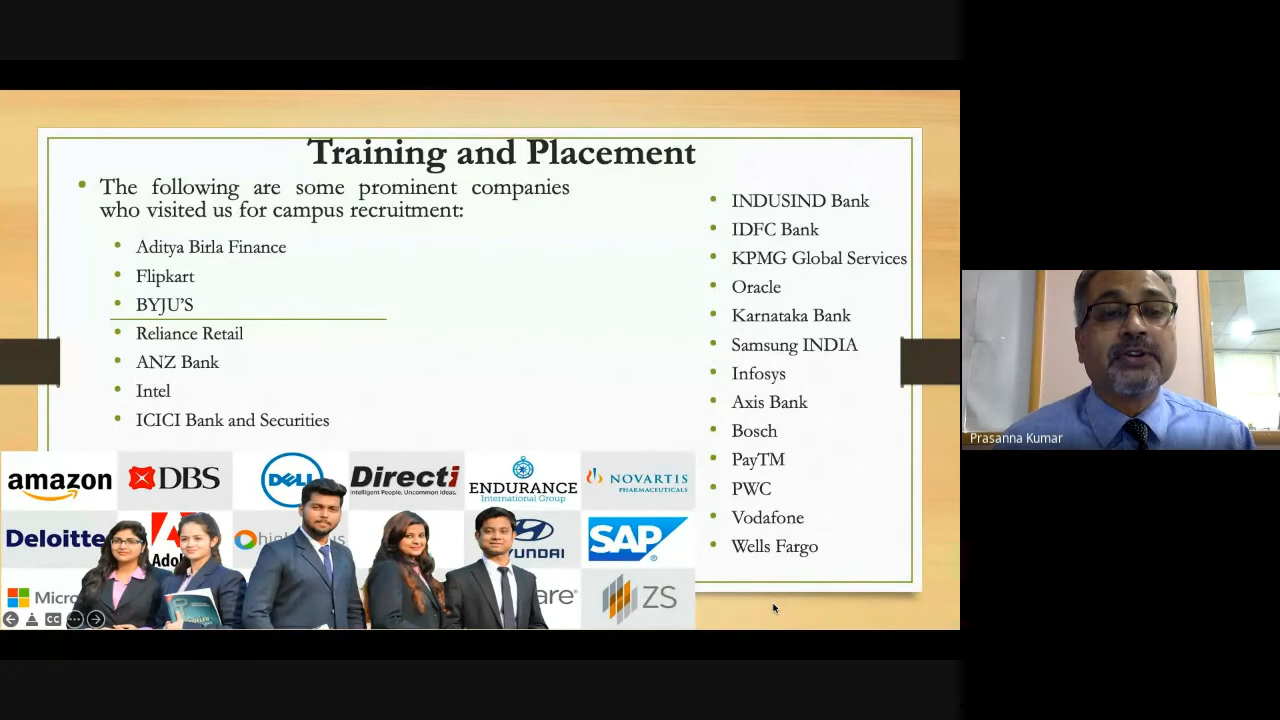 Training and Placement
The following are some prominent companies
who visited us for campus recruitment:
Aditya Birla Finance
Flipkart
BYJU'S
Reliance Retail
ANZ Bank
Intel
ICICI Bank and Securities
INDUSIND Bank
IDFC Bank
KPMG Global Services
Oracle
Karnataka Bank
Samsung INDIA
Infosys
Axis Bank
Bosch
PayTM
PWC
Vodafone
Wells Fargo
amazon
DBS
DELL
Directi
Intelligent People. Uncommon Ideas.
ENDURANCE
International Group
NOVARTIS
PHARMACEUTICALS
Deloitte
SAP
ZS
CC
Prasanna Kumar